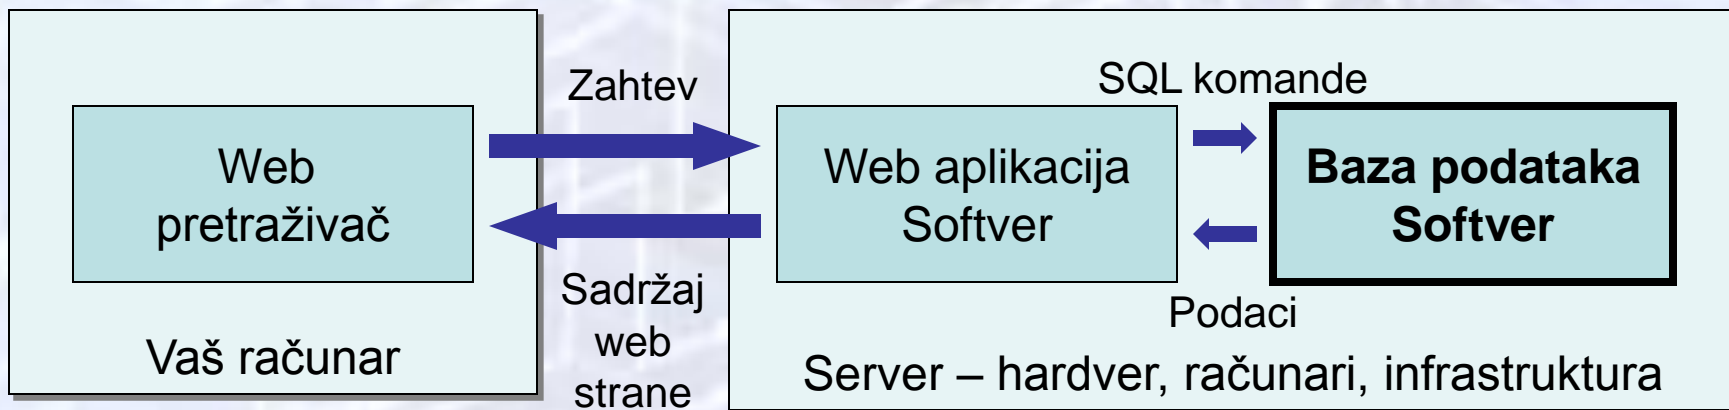 Web
pretraživač
Vaš računar
Zahtev
Sadržaj
web
strane
SQL komande
Web aplikacija
Softver
Baza podataka
Softver
Podaci
Server – hardver, računari, infrastruktura